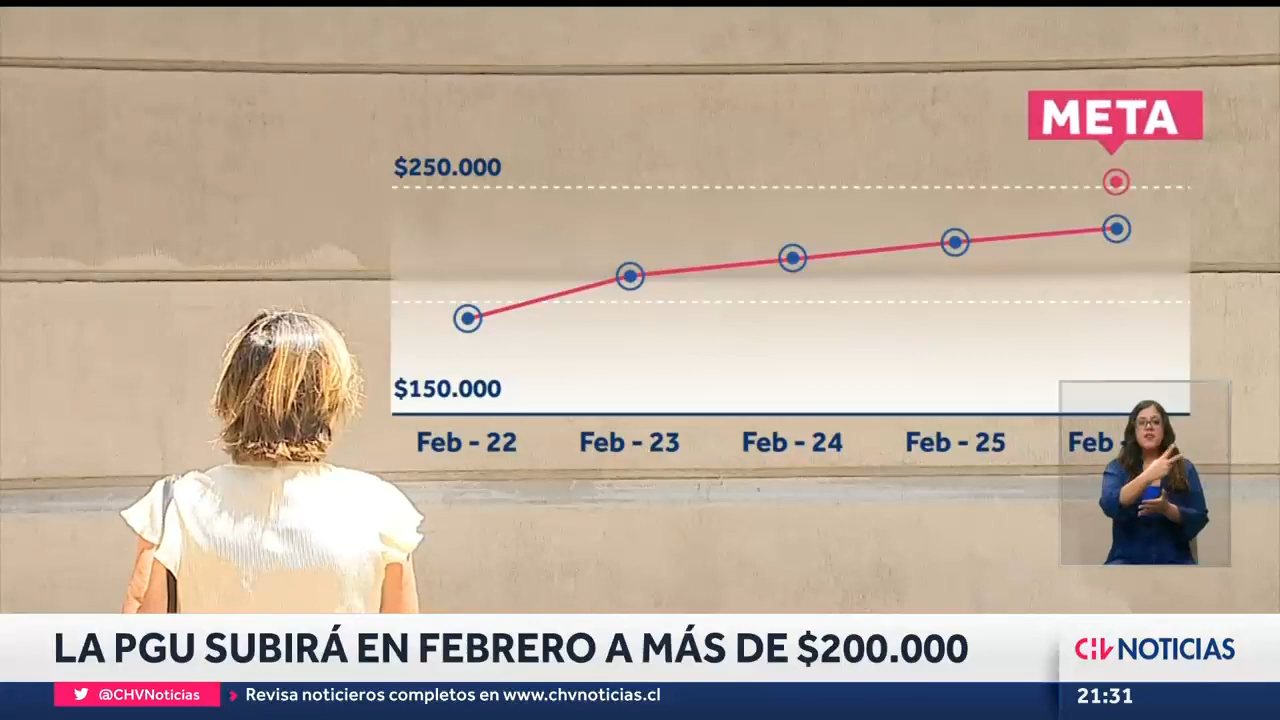 META
$250.000
$150.000
Feb - 22
Feb - 23
Feb - 24
Feb - 25
Feb -
LA PGU SUBIRÁ EN FEBRERO A MÁS DE $200.000
CHV NOTICIAS
@CHVNoticias
Revisa noticieros completos en www.chvnoticias.cl
21:31